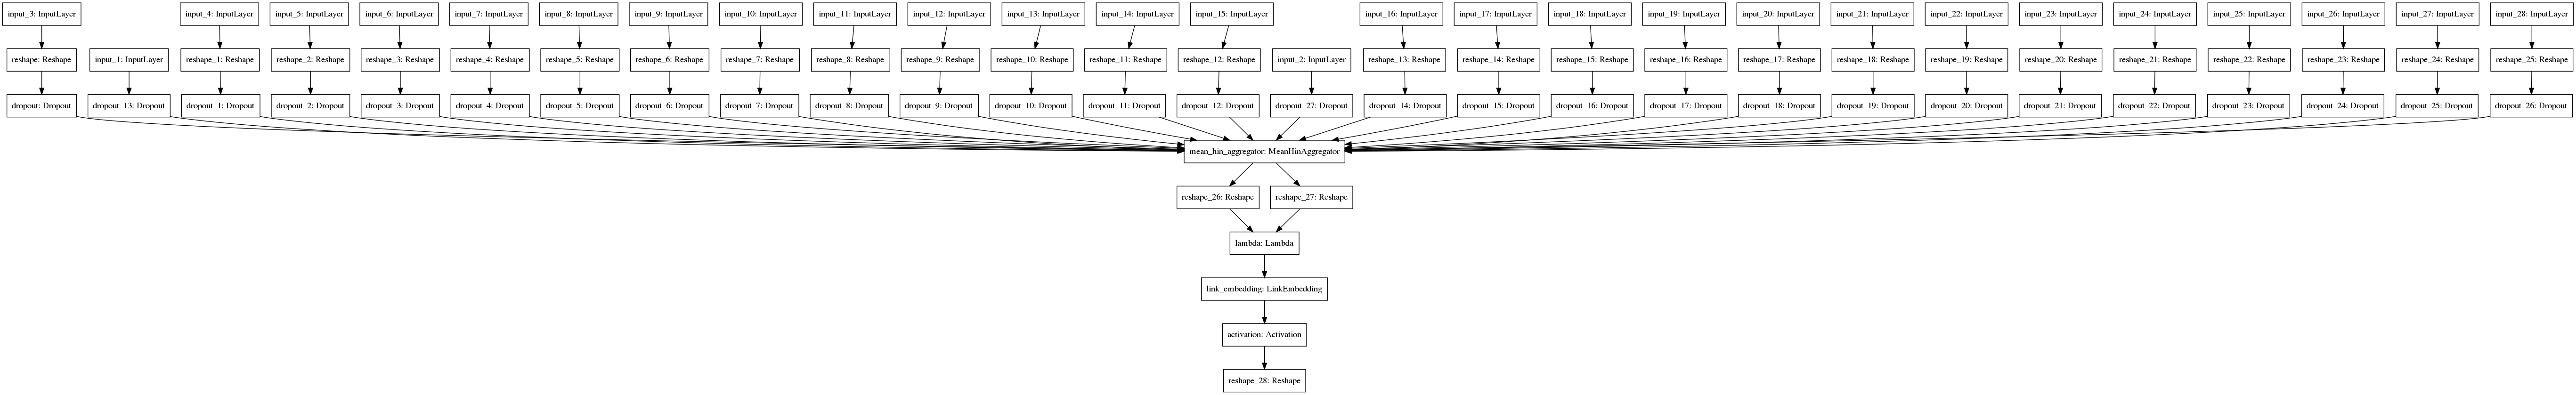 input_3: InputLayer
input_4: InputLayer
input_5: InputLayer
input_6: InputLayer
input_7: InputLayer
input_8: InputLayer
input_9: InputLayer
input_10: InputLayer
input_11: InputLayer
input_12: InputLayer
input_13: InputLayer
input_14: InputLayer
input_15: InputLayer
input_16: InputLayer
input_17: InputLayer
input_18: InputLayer
input_19: InputLayer
input_20: InputLayer
input_21: InputLayer
input_22: InputLayer
input_23: InputLayer
input_24: InputLayer
input_25: InputLayer
input_26: InputLayer
input_27: InputLayer
input_28: InputLayer
reshape: Reshape
input_1: InputLayer
reshape_1: Reshape
reshape_2: Reshape
reshape_3: Reshape
reshape_4: Reshape
reshape_5: Reshape
reshape_6: Reshape
reshape_7: Reshape
reshape_8: Reshape
reshape_9: Reshape
reshape_10: Reshape
reshape_11: Reshape
reshape_12: Reshape
input_2: InputLayer
reshape_13: Reshape
reshape_14: Reshape
reshape_15: Reshape
reshape_16: Reshape
reshape_17: Reshape
reshape_18: Reshape
reshape_19: Reshape
reshape_20: Reshape
reshape_21: Reshape
reshape_22: Reshape
reshape_23: Reshape
reshape_24: Reshape
reshape_25: Reshape
dropout: Dropout
dropout_13: Dropout
dropout_1: Dropout
dropout_2: Dropout
dropout_3: Dropout
dropout_4: Dropout
dropout_5: Dropout
dropout_6: Dropout
dropout_7: Dropout
dropout_8: Dropout
dropout_9: Dropout
dropout_10: Dropout
dropout_11: Dropout
dropout_12: Dropout
dropout_27: Dropout
dropout_14: Dropout
dropout_15: Dropout
dropout_16: Dropout
dropout_17: Dropout
dropout_18: Dropout
dropout_19: Dropout
dropout_20: Dropout
dropout_21: Dropout
dropout_22: Dropout
dropout_23: Dropout
dropout_24: Dropout
dropout_25: Dropout
dropout_26: Dropout
mean_hin_aggregator: MeanHinAggregator
reshape_26: Reshape
reshape_27: Reshape
lambda: Lambda
link_embedding: LinkEmbedding
activation: Activation
reshape_28: Reshape